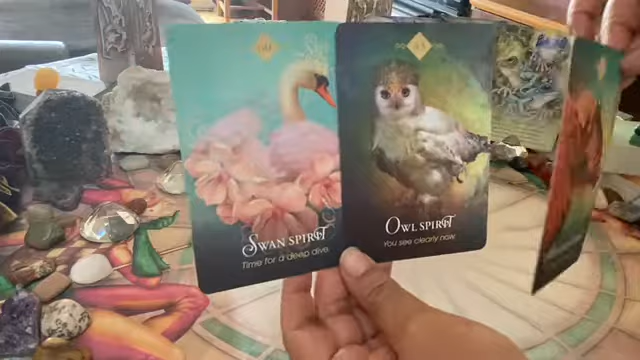 SWAN SPIRIT
Time for a deep dive.
OWL SPIRIT
You see clearly now.